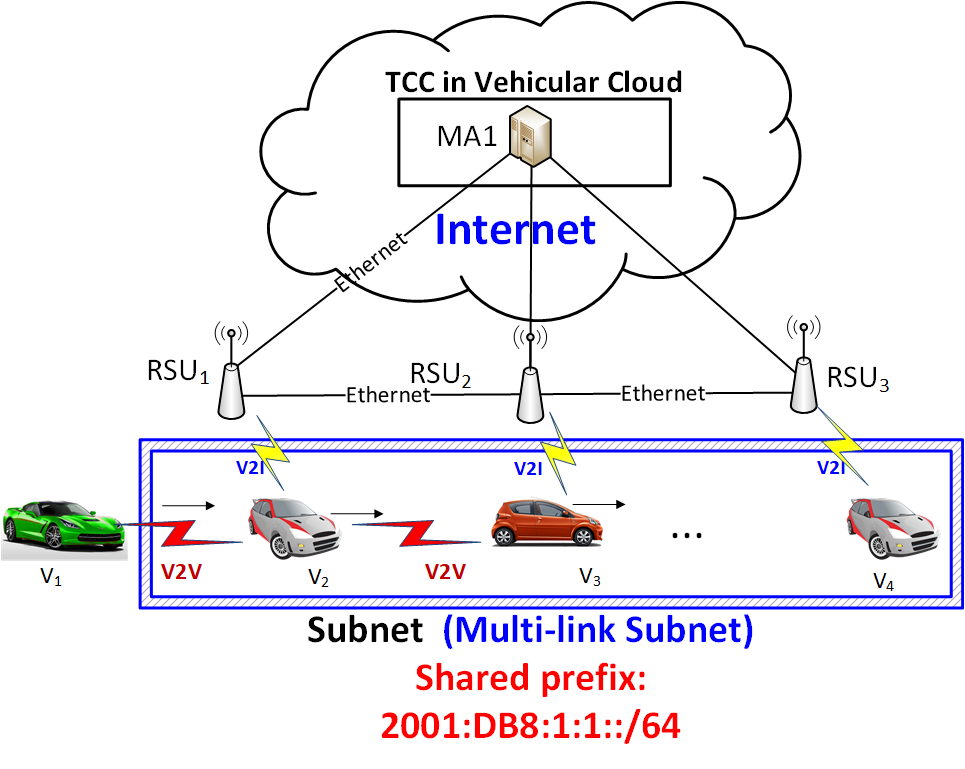 TCC in Vehicular Cloud
MA1
Internet
Ethernet
RSU1
RSU2
RSU3
Ethernet
Ethernet
V2I
V2I
V2I
V2V
V2V
...
V1
V2
V3
V4
Subnet (Multi-link Subnet)
Shared prefix:
2001:DB8:1:1::/64